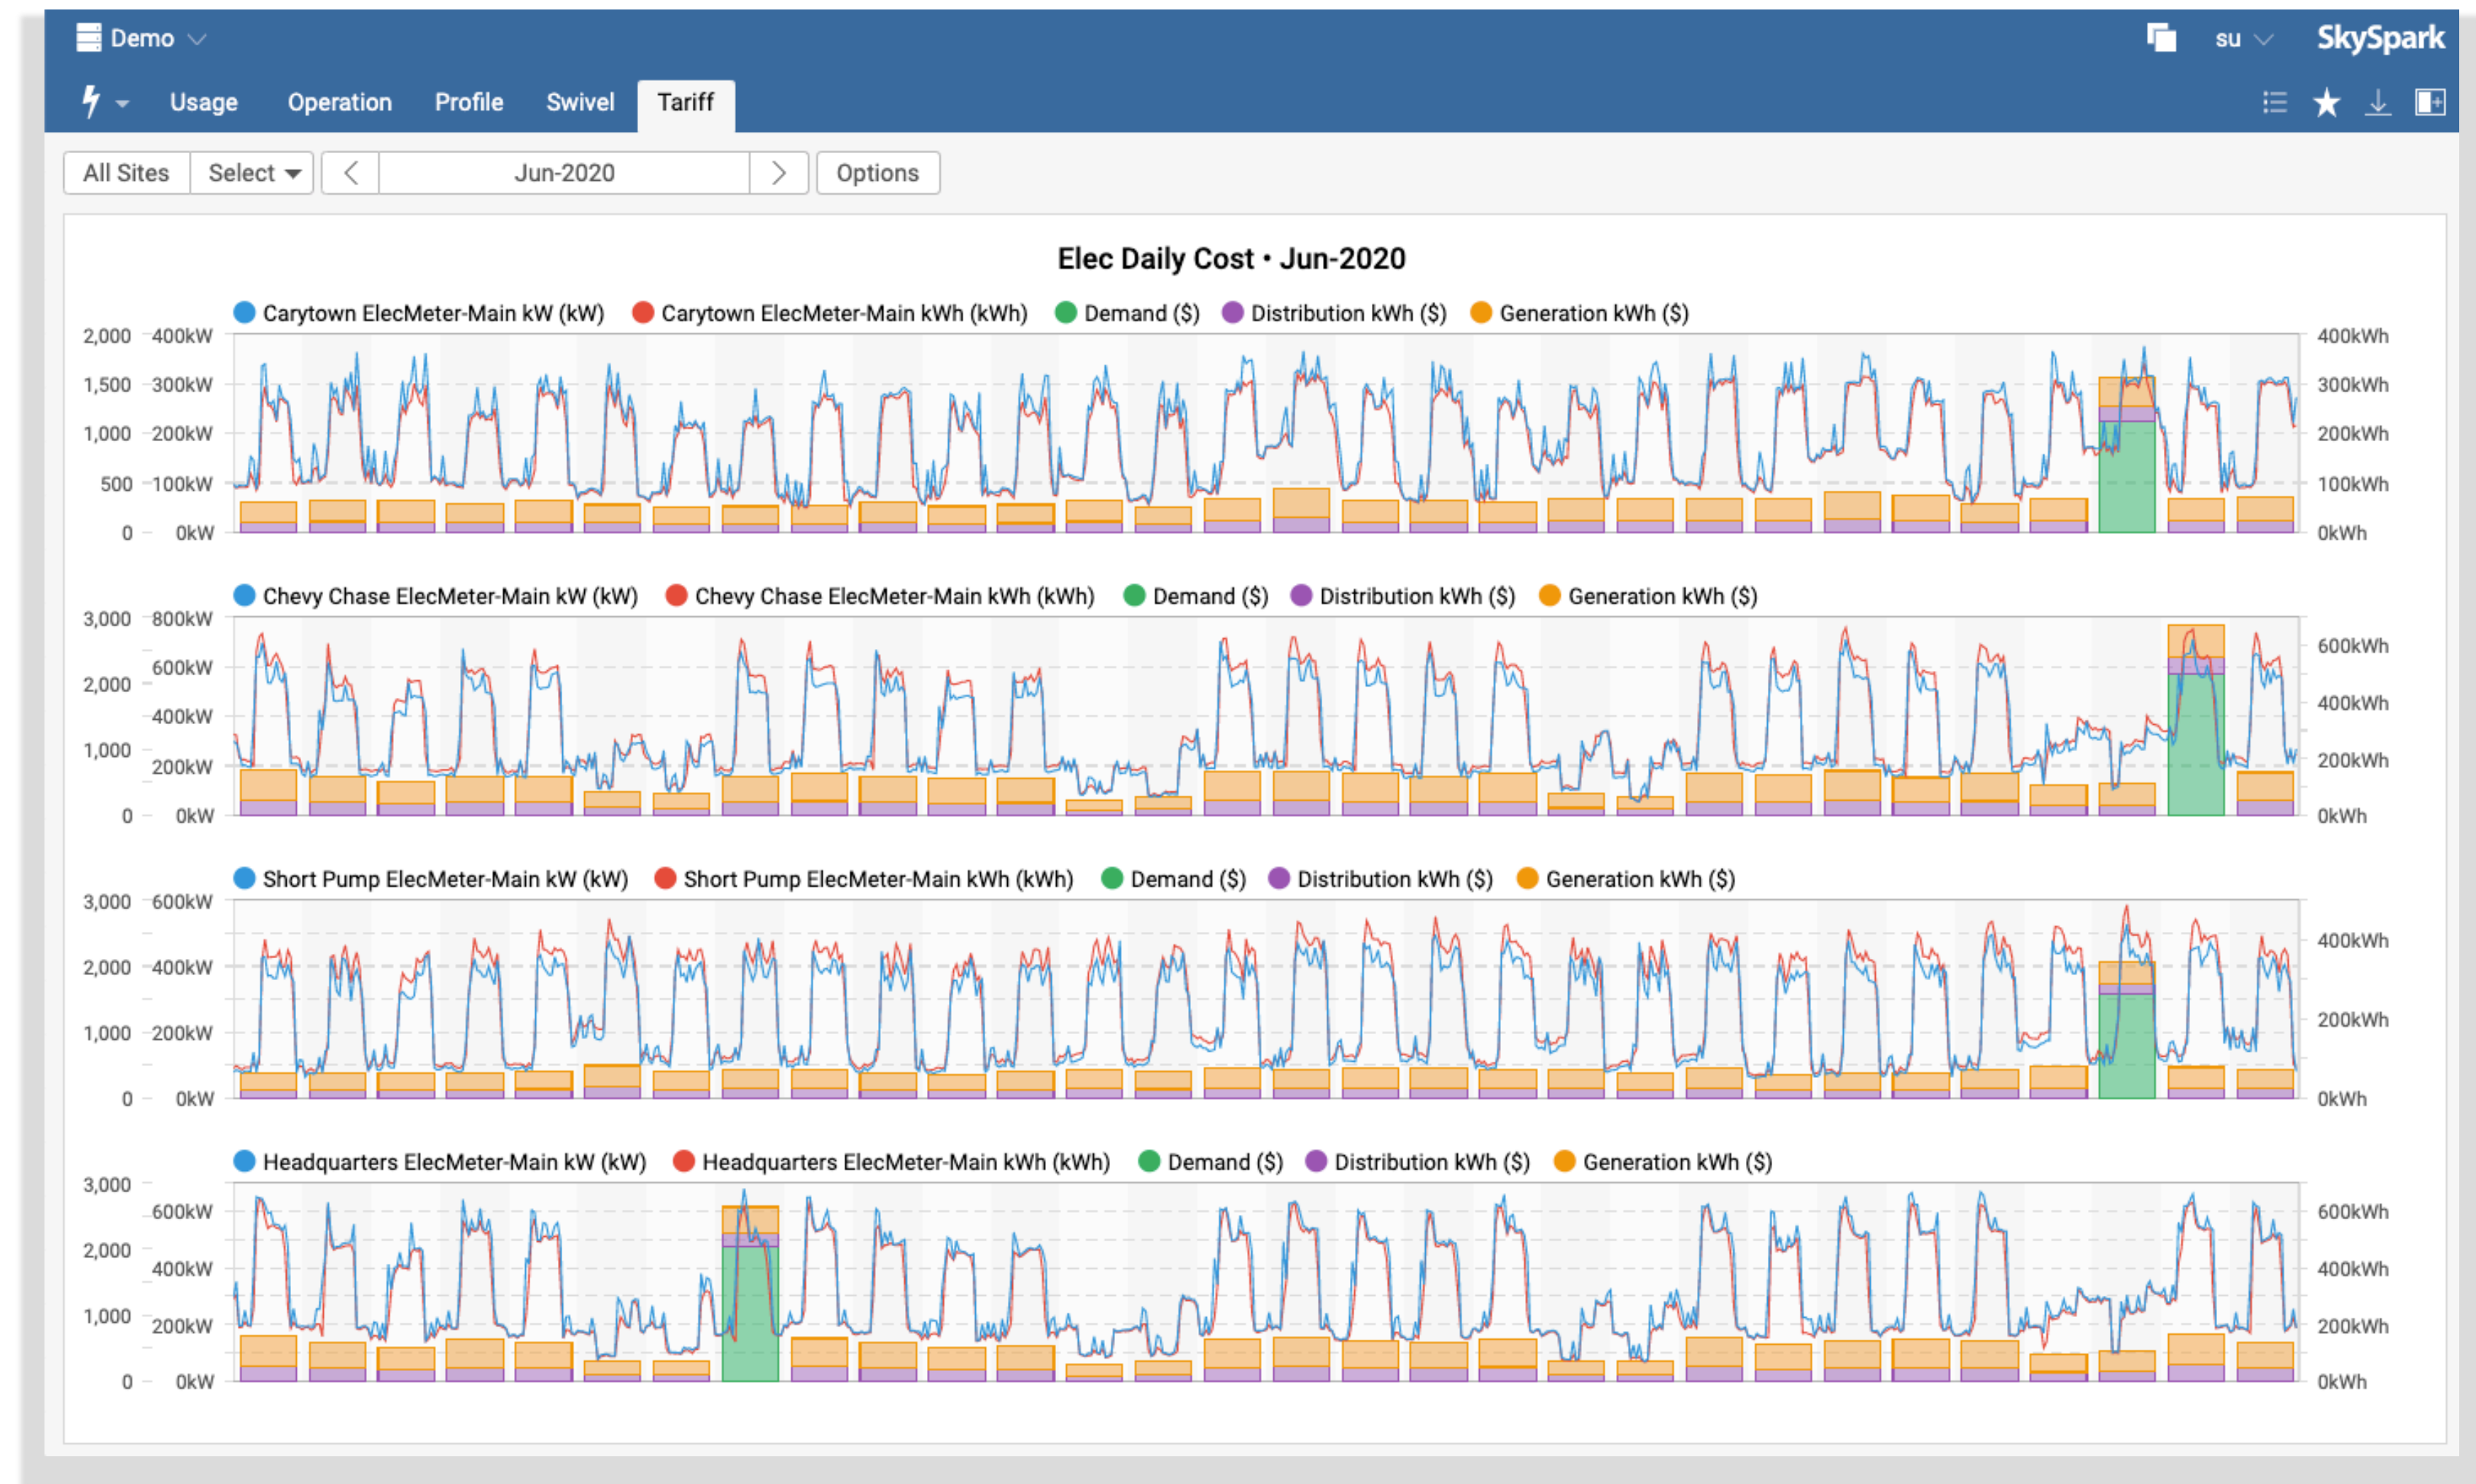 Demo su SkySpark
Usage Operation Profile Swivel Tariff
All Sites Select Jun-2020 Options
Elec Daily Cost • Jun-2020
Carytown ElecMeter-Main kW (kW) Carytown ElecMeter-Main kWh (kWh) Demand ($) Distribution kWh ($) Generation kWh ($)
2,000 400kW 400kWh
1,500 300kW 300kWh
1,000 200kW 200kWh
500 100kW 100kWh
0 0kW 0kWh
Chevy Chase ElecMeter-Main kW (kW) Chevy Chase ElecMeter-Main kWh (kWh) Demand ($) Distribution kWh ($) Generation kWh ($)
3,000 800kW
600kW 600kWh
2,000
400kW 400kWh
1,000
200kW 200kWh
0 0kW 0kWh
Short Pump ElecMeter-Main kW (kW) Short Pump ElecMeter-Main kWh (kWh) Demand ($) Distribution kWh ($) Generation kWh ($)
3,000 600kW
400kWh
2,000 400kW
200kWh
1,000 200kW
0 0kW 0kWh
Headquarters ElecMeter-Main kW (kW) Headquarters ElecMeter-Main kWh (kWh) Demand ($) Distribution kWh ($) Generation kWh ($)
3,000
600kW 600kWh
2,000
400kW 400kWh
1,000
200kW 200kWh
0 0kW 0kWh